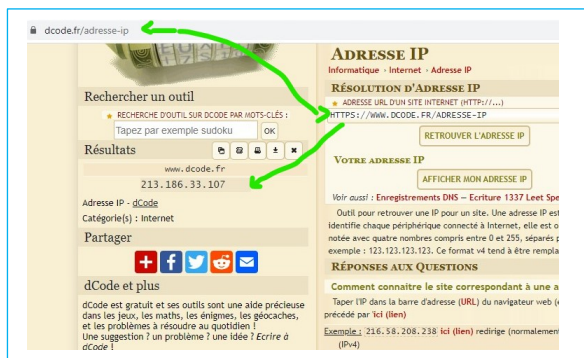 dcode.fr/adresse-ip
Rechercher un outil
★ RECHERCHE D'OUTIL SUR DCODE PAR MOTS-CLÉS :
Tapez par exemple sudoku OK
Résultats
www.dcode.fr
213.186.33.107
Adresse IP - dCode
Catégorie(s) : Internet
Partager
dCode et plus
dCode est gratuit et ses outils sont une aide précieuse
dans les jeux, les maths, les énigmes, les géocaches,
et les problèmes à résoudre au quotidien !
Une suggestion ? un problème ? une idée ? Ecrire à
dCode !
ADRESSE IP
Informatique › Internet › Adresse IP
RÉSOLUTION D'ADRESSE IP
★ ADRESSE URL D'UN SITE INTERNET (HTTP://...)
HTTPS://WWW.DCODE.FR/ADRESSE-IP
RETROUVER L'ADRESSE IP
VOTRE ADRESSE IP
AFFICHER MON ADRESSE IP
Voir aussi : Enregistrements DNS — Ecriture 1337 Leet Spe
Outil pour retrouver une IP pour un site. Une adresse IP est
identifie chaque périphérique connecté à Internet, elle est o
notée avec quatre nombres compris entre 0 et 255, séparés p
exemple : 123.123.123.123. Ce format v4 tend à être rempla
RÉPONSES AUX QUESTIONS
Comment connaitre le site correspondant à une a
Taper l'IP dans la barre d'adresse (URL) du navigateur web (e
précédé par 'ici (lien)
Exemple : 216.58.208.238 ici (lien) redirige (normalement
(IPv4)